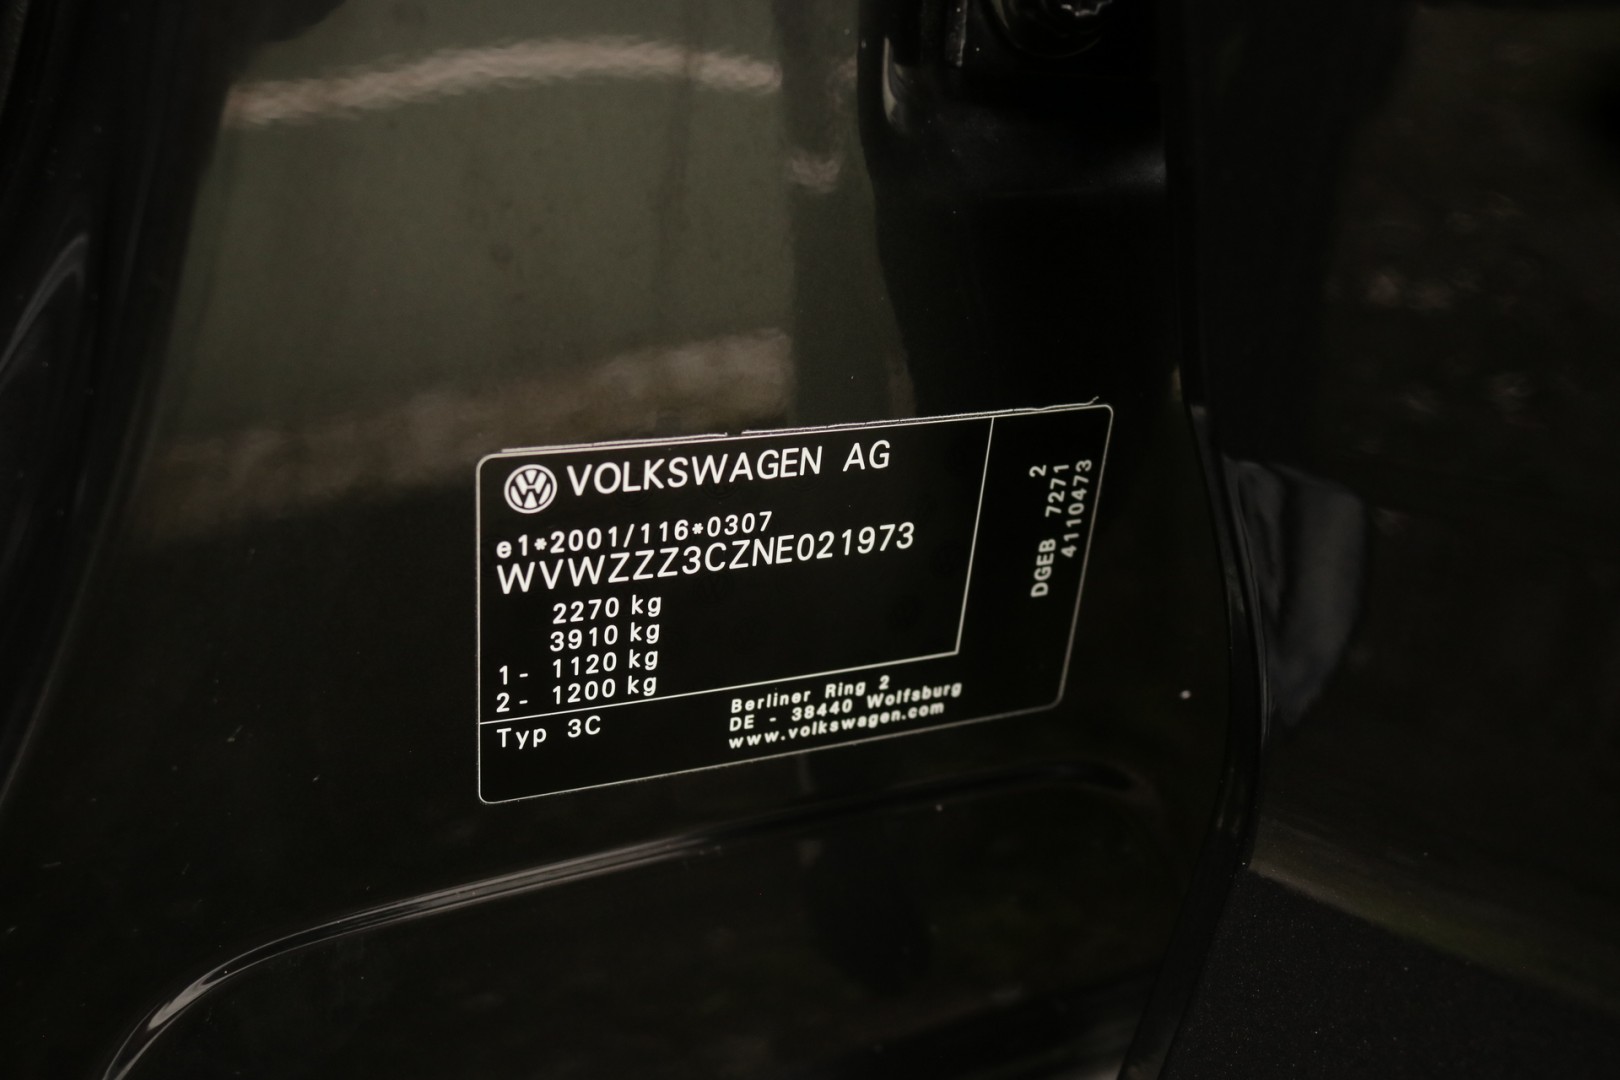 VOLKSWAGEN AG
e1*2001/116*0307
WVWZZZ3CZNE021973
2270 kg
3910 kg
1- 1120 kg
2- 1200 kg
Typ 3C
Berliner Ring 2
DE - 38440 Wolfsburg
www.volkswagen.com
2
DGEB 7271
4110473